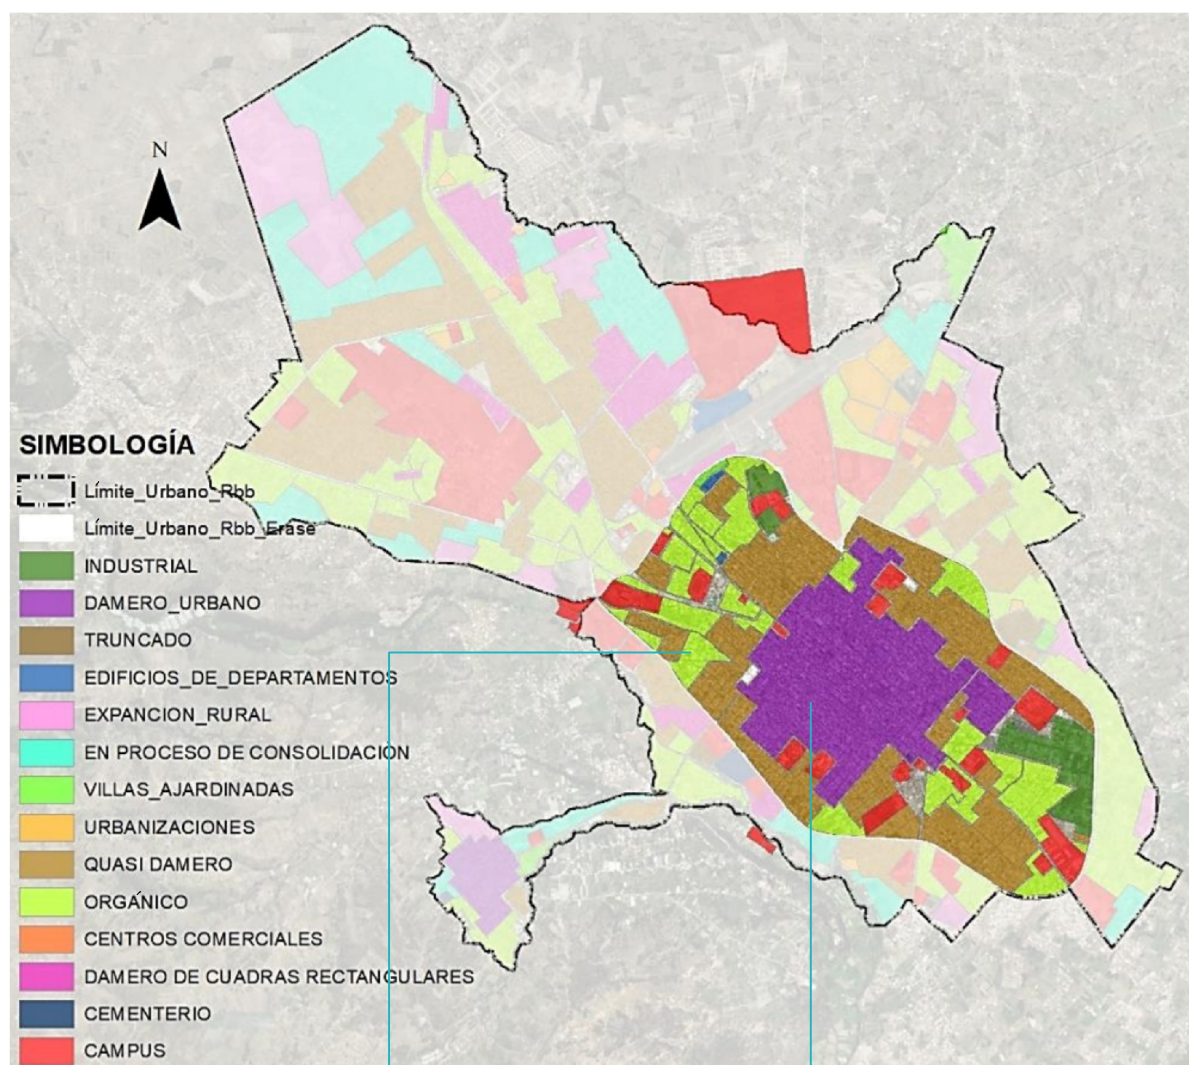 N
SIMBOLOGÍA
Límite_Urbano_Rbb
Límite_Urbano_Rbb_Erase
INDUSTRIAL
DAMERO_URBANO
TRUNCADO
EDIFICIOS_DE_DEPARTAMENTOS
EXPANCION_RURAL
EN PROCESO DE CONSOLIDACIÓN
VILLAS_AJARDINADAS
URBANIZACIONES
QUASI DAMERO
ORGÁNICO
CENTROS COMERCIALES
DAMERO DE CUADRAS RECTANGULARES
CEMENTERIO
CAMPUS